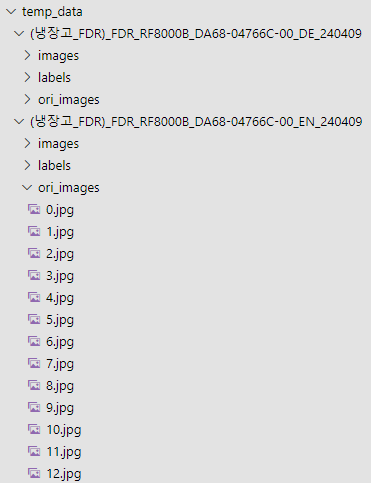 temp_data
(냉장고_FDR)_FDR_RF8000B_DA68-04766C-00_DE_240409
images
labels
ori_images
(냉장고_FDR)_FDR_RF8000B_DA68-04766C-00_EN_240409
images
labels
ori_images
0.jpg
1.jpg
2.jpg
3.jpg
4.jpg
5.jpg
6.jpg
7.jpg
8.jpg
9.jpg
10.jpg
11.jpg
12.jpg